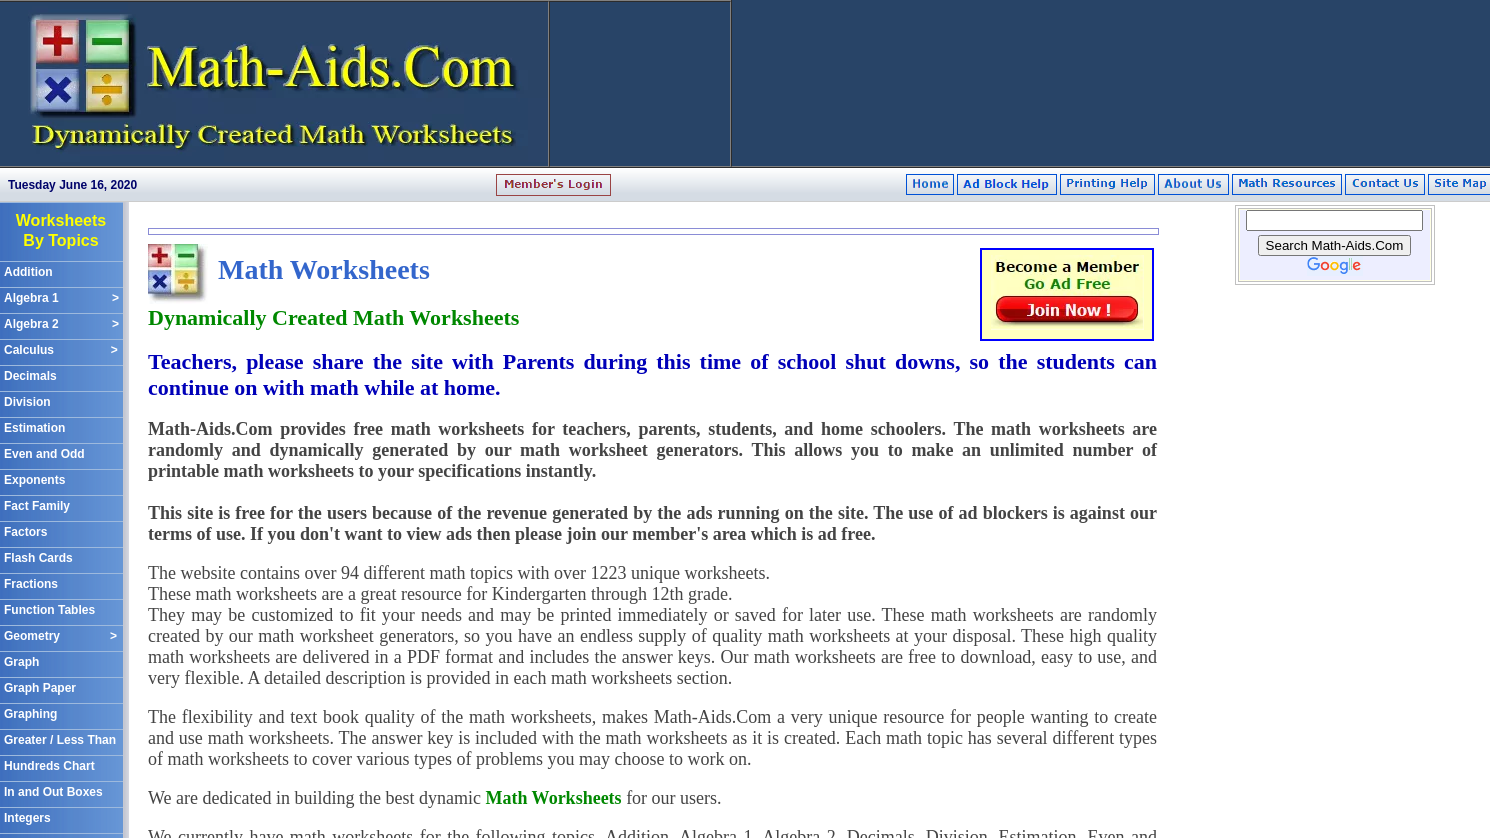 Math-Aids.Com
Dynamically Created Math Worksheets
Tuesday June 16, 2020
Member's Login
Home
Ad Block Help
Printing Help
About Us
Math Resources
Contact Us
Site Map
Worksheets
By Topics
Addition
Algebra 1 >
Algebra 2 >
Calculus >
Decimals
Division
Estimation
Even and Odd
Exponents
Fact Family
Factors
Flash Cards
Fractions
Function Tables
Geometry >
Graph
Graph Paper
Graphing
Greater / Less Than
Hundreds Chart
In and Out Boxes
Integers
Math Worksheets
Dynamically Created Math Worksheets
Become a Member
Go Ad Free
Join Now !
Teachers, please share the site with Parents during this time of school shut downs, so the students can
continue on with math while at home.
Math-Aids.Com provides free math worksheets for teachers, parents, students, and home schoolers. The math worksheets are
randomly and dynamically generated by our math worksheet generators. This allows you to make an unlimited number of
printable math worksheets to your specifications instantly.
This site is free for the users because of the revenue generated by the ads running on the site. The use of ad blockers is against our
terms of use. If you don't want to view ads then please join our member's area which is ad free.
The website contains over 94 different math topics with over 1223 unique worksheets.
These math worksheets are a great resource for Kindergarten through 12th grade.
They may be customized to fit your needs and may be printed immediately or saved for later use. These math worksheets are randomly
created by our math worksheet generators, so you have an endless supply of quality math worksheets at your disposal. These high quality
math worksheets are delivered in a PDF format and includes the answer keys. Our math worksheets are free to download, easy to use, and
very flexible. A detailed description is provided in each math worksheets section.
The flexibility and text book quality of the math worksheets, makes Math-Aids.Com a very unique resource for people wanting to create
and use math worksheets. The answer key is included with the math worksheets as it is created. Each math topic has several different types
of math worksheets to cover various types of problems you may choose to work on.
We are dedicated in building the best dynamic Math Worksheets for our users.
We currently have math worksheets for the following topics, Addition, Algebra 1, Algebra 2, Decimals, Division, Estimation, Even and
Search Math-Aids.Com
Google